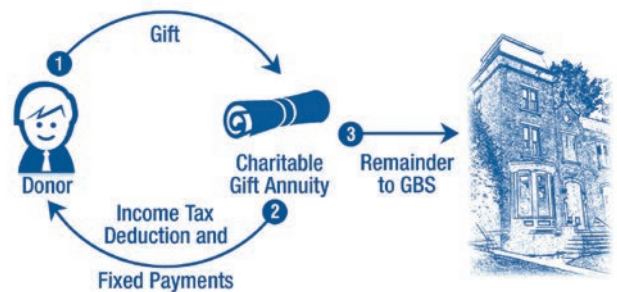 Gift
1
Donor
Charitable
Gift Annuity
2
Income Tax
Deduction and
Fixed Payments
3
Remainder
to GBS